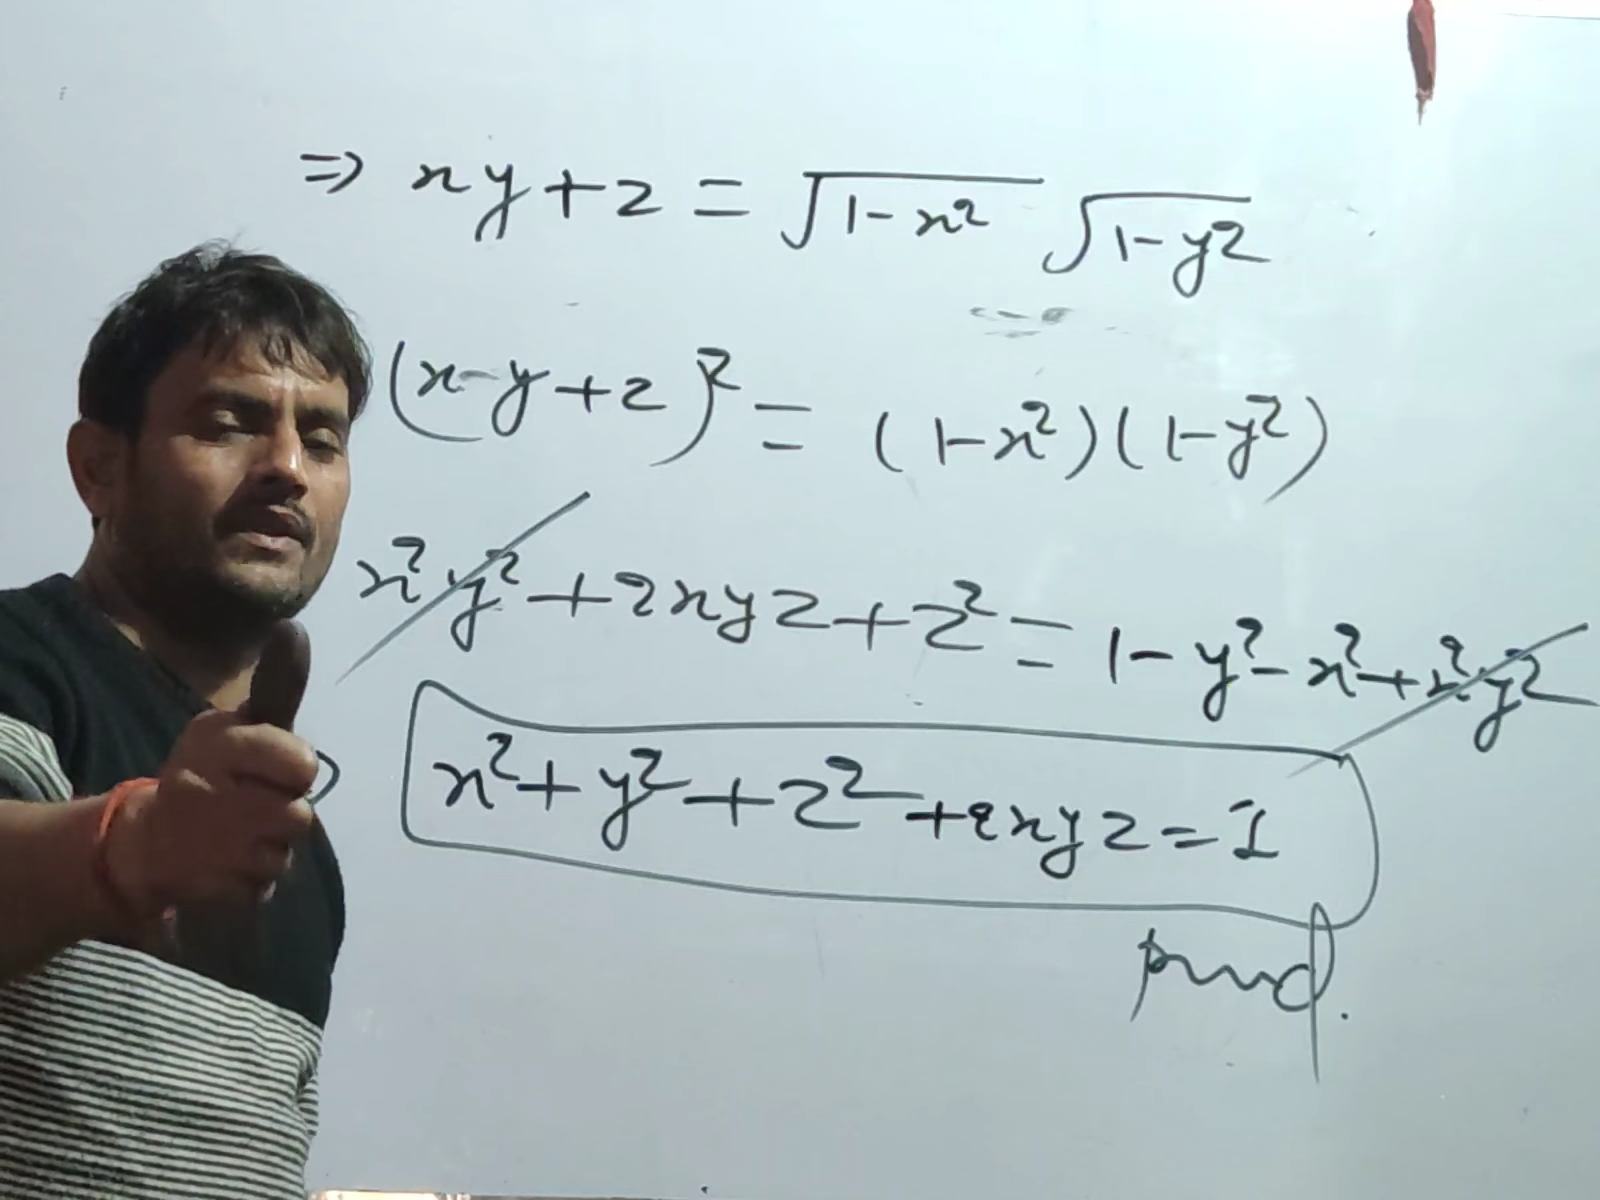 ⇒ xy + z = √(1-x²) √(1-y²)
(xy + z)² = (1-x²)(1-y²)
x²y² + 2xyz + z² = 1 - y² - x² + x²y²
x² + y² + z² + 2xyz = 1
proved.